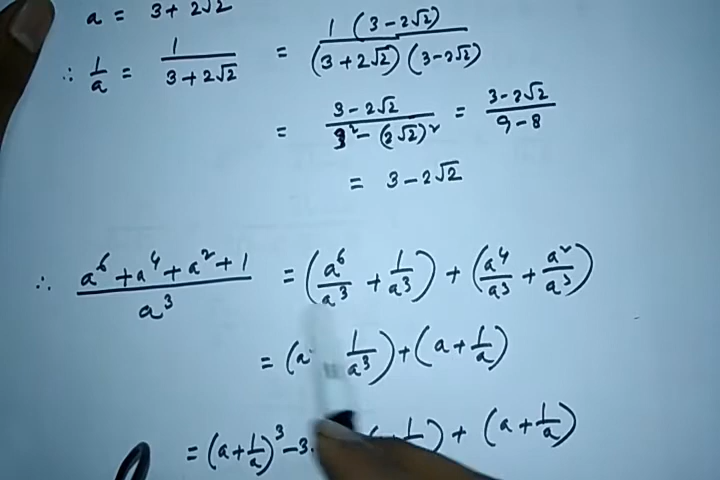 a = 3 + 2√2
∴ 1/a = 1/(3 + 2√2) = 1 (3 - 2√2)/((3 + 2√2) (3 - 2√2))
= (3 - 2√2)/(3² - (2√2)²) = (3 - 2√2)/(9 - 8)
= 3 - 2√2
∴ (a⁶ + a⁴ + a² + 1)/a³ = (a⁶/a³ + 1/a³) + (a⁴/a³ + a²/a³)
= (a 1/a³) + (a + 1/a)
= (a + 1/a)³ - 3. 1/ ) + (a + 1/a)